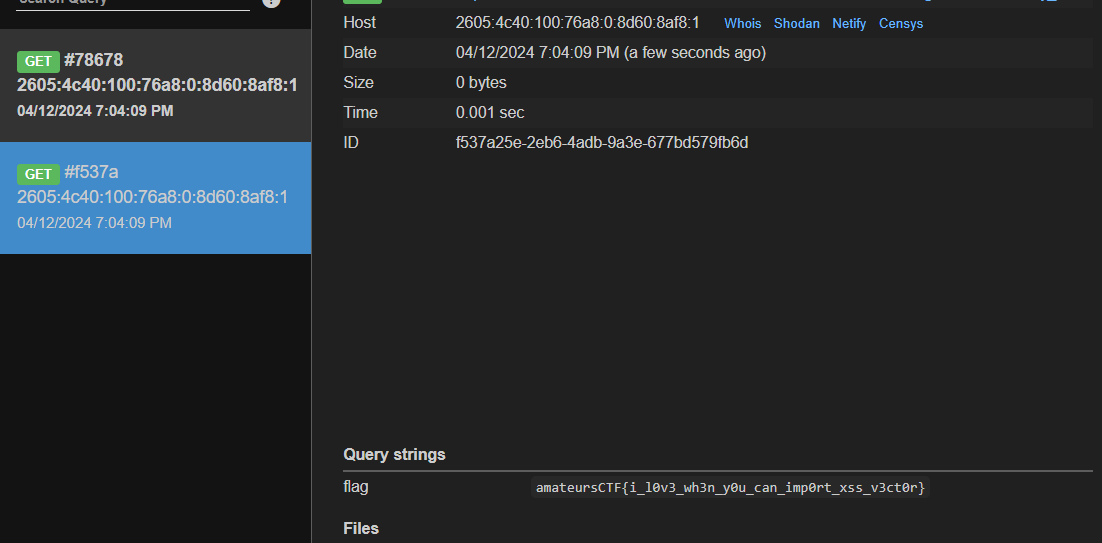 Search Query
GET #78678
2605:4c40:100:76a8:0:8d60:8af8:1
04/12/2024 7:04:09 PM
GET #f537a
2605:4c40:100:76a8:0:8d60:8af8:1
04/12/2024 7:04:09 PM
Host 2605:4c40:100:76a8:0:8d60:8af8:1 Whois Shodan Netify Censys
Date 04/12/2024 7:04:09 PM (a few seconds ago)
Size 0 bytes
Time 0.001 sec
ID f537a25e-2eb6-4adb-9a3e-677bd579fb6d
Query strings
flag amateursCTF{i_l0v3_wh3n_y0u_can_imp0rt_xss_v3ct0r}
Files